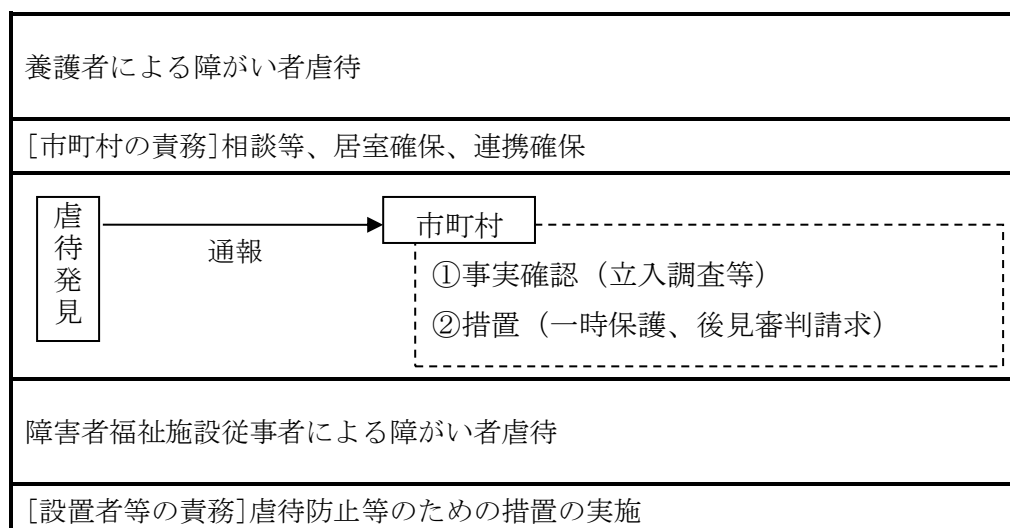 養護者による障がい者虐待
[市町村の責務]相談等、居室確保、連携確保
虐待発見
通報
市町村
①事実確認（立入調査等）
②措置（一時保護、後見審判請求）
障害者福祉施設従事者による障がい者虐待
[設置者等の責務]虐待防止等のための措置の実施